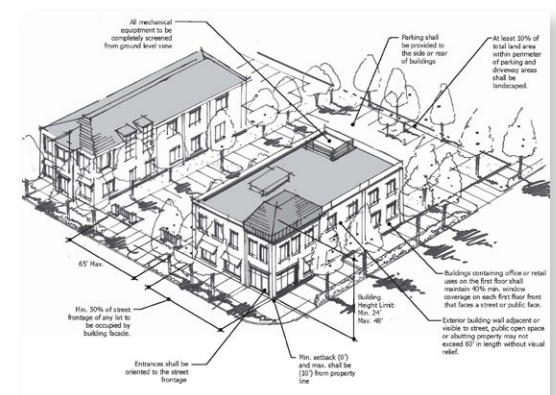 All mechanical
equiptment to be
completely screened
from ground level view
Parking shall
be provided to
the side or rear
of buildings
At least 10% of
total land area
within perimeter
of parking and
driveway areas
shall be
landscaped.
65' Max.
Min. 50% of street
frontage of any lot to
be occupied by
building facade.
Entrances shall be
oriented to the street
frontage
Min. setback (0')
and max. shall be
(10') from property
line
Building
Height Limit:
Min. 24'
Max. 48'
Buildings containing office or retail
uses on the first floor shall
maintain 40% min. window
coverage on each first floor front
that faces a street or public face.
Exterior building wall adjacent or
visible to street, public open space
or abutting property may not
exceed 60' in length without visual
relief.